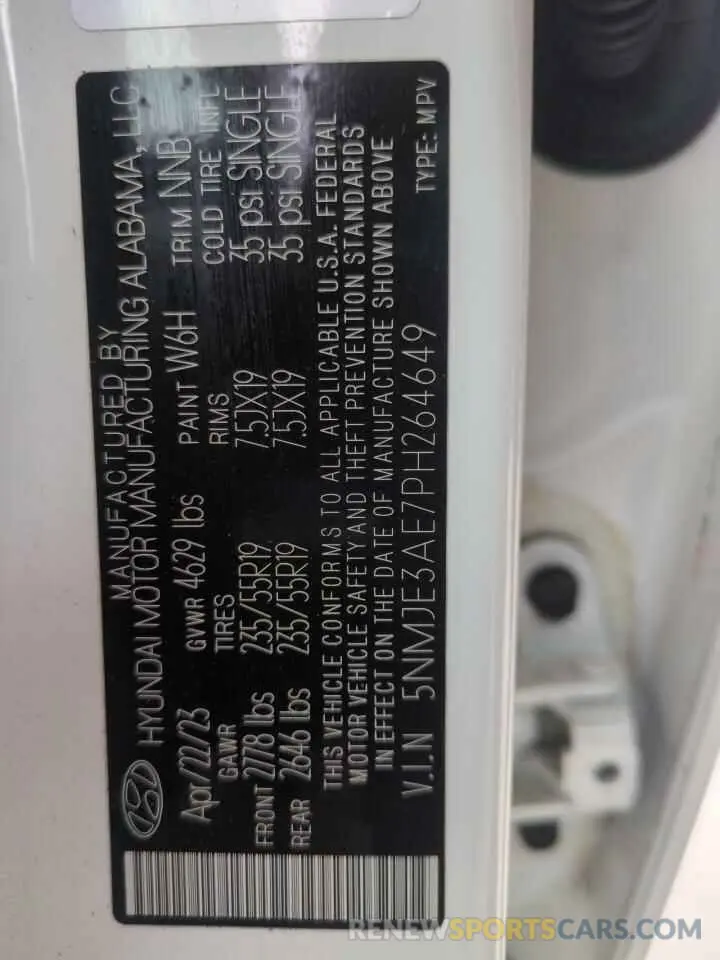 MANUFACTURED BY
HYUNDAI MOTOR MANUFACTURING ALABAMA, LLC
Apr/12/23 GVWR 4629 lbs PAINT W6H TRIM NNB
GAWR TIRES RIMS COLD TIRE INFL
FRONT 2778 lbs 235/55R19 7.5JX19 35 psi SINGLE
REAR 2646 lbs 235/55R19 7.5JX19 35 psi SINGLE
THIS VEHICLE CONFORMS TO ALL APPLICABLE U.S.A. FEDERAL
MOTOR VEHICLE SAFETY AND THEFT PREVENTION STANDARDS
IN EFFECT ON THE DATE OF MANUFACTURE SHOWN ABOVE
V.I.N 5NMJE3AE7PH264649 TYPE: MPV
RENEWSPORTSCARS.COM